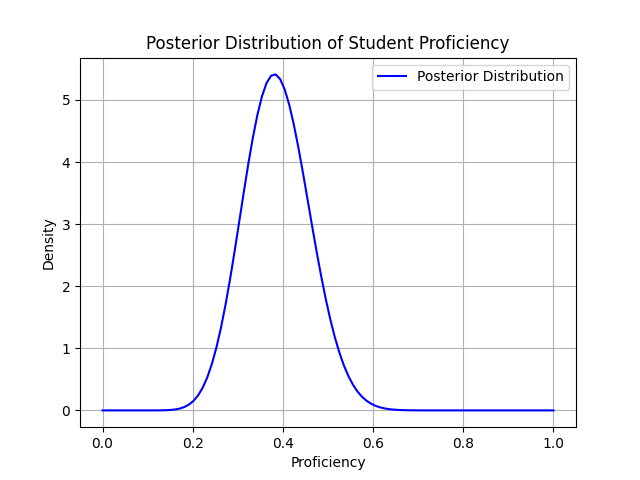 Posterior Distribution of Student Proficiency
Posterior Distribution
5
4
3
2
1
0
Density
0.0 0.2 0.4 0.6 0.8 1.0
Proficiency